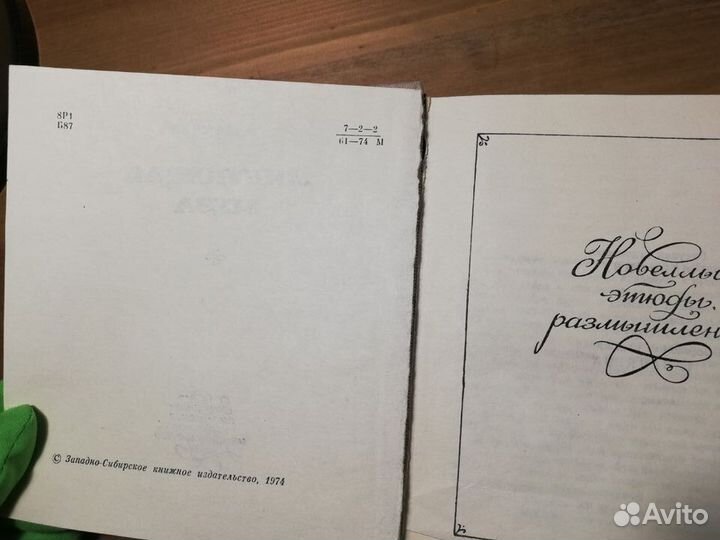 8Р1
Б87
7—2—2
61—74 М
© Западно-Сибирское книжное издательство, 1974
Новеллы
этюды.
размышлен
Avito